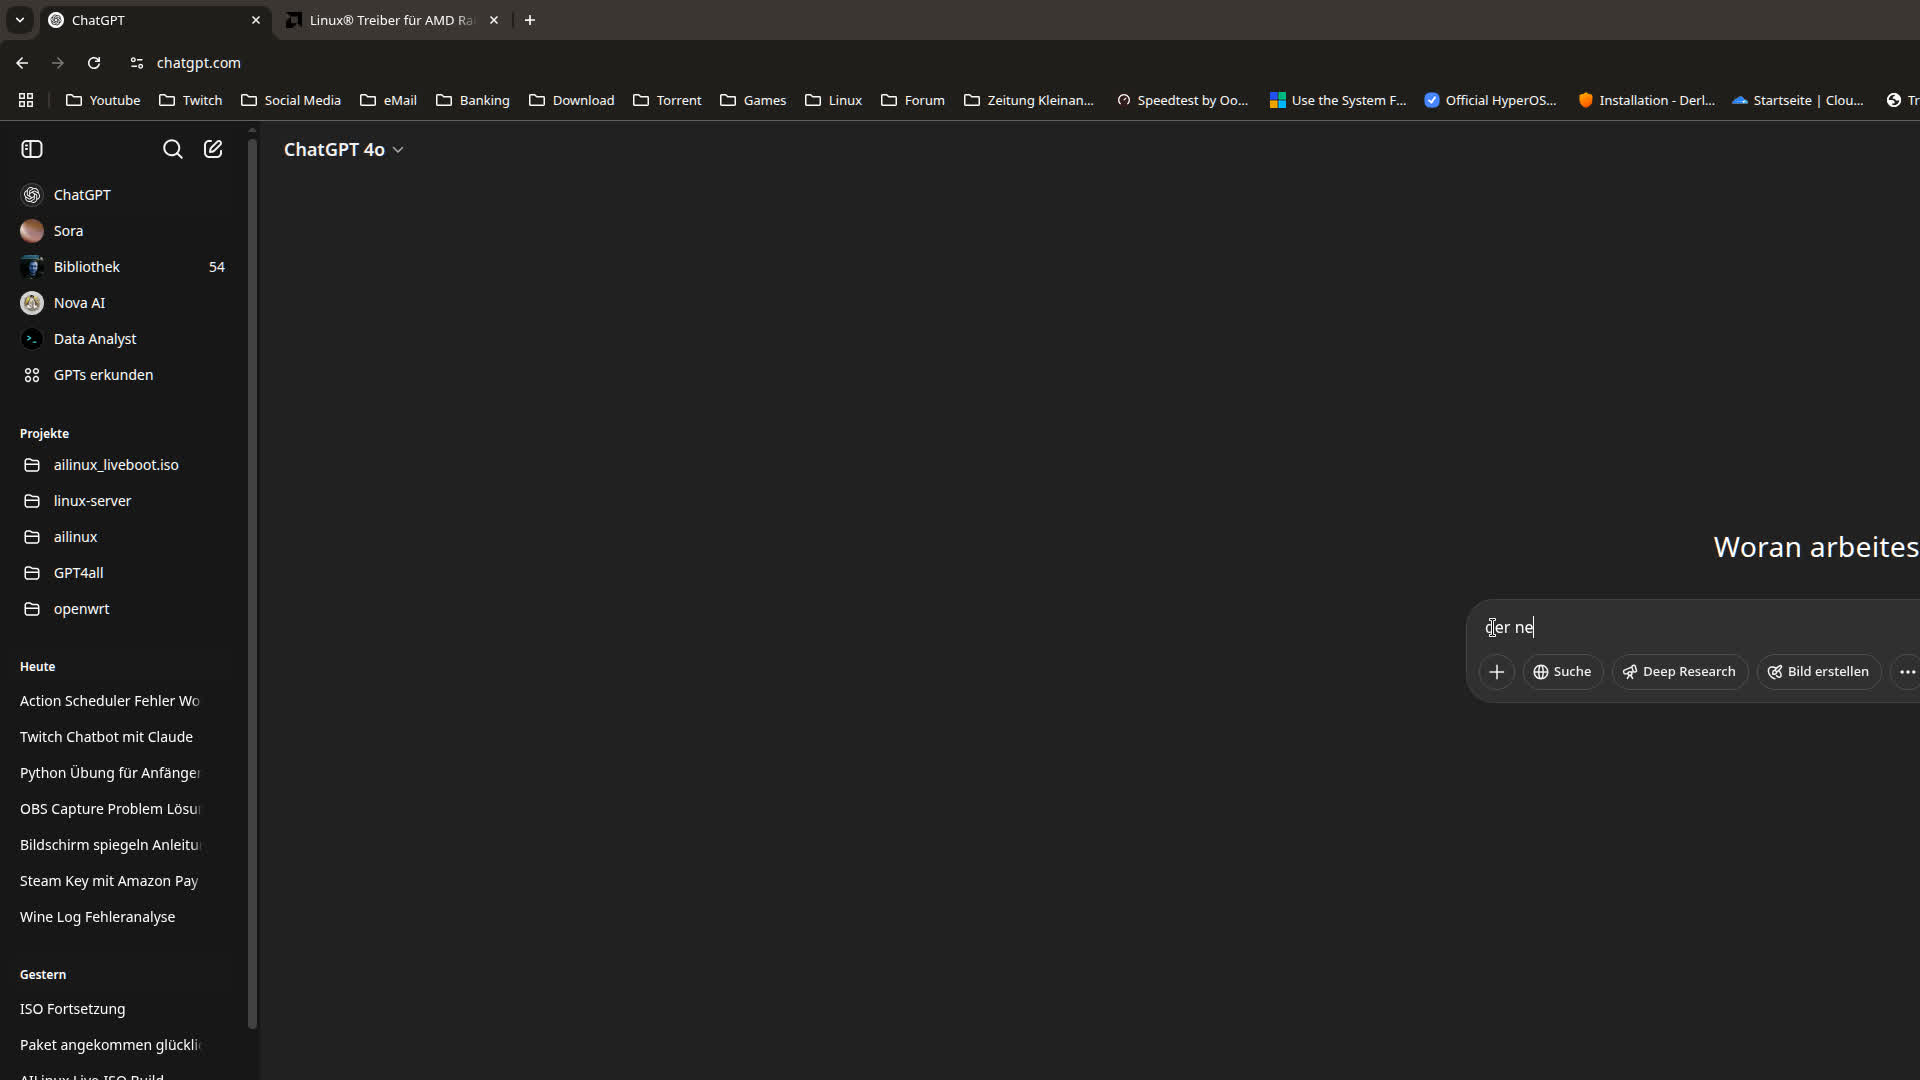 ChatGPT
Linux® Treiber für AMD Ra
chatgpt.com
Youtube
Twitch
Social Media
eMail
Banking
Download
Torrent
Games
Linux
Forum
Zeitung Kleinan...
Speedtest by Oo...
Use the System F...
Official HyperOS...
Installation - Derl...
Startseite | Clou...
Tr
ChatGPT 4o
ChatGPT
Sora
Bibliothek 54
Nova AI
Data Analyst
GPTs erkunden
Projekte
ailinux_liveboot.iso
linux-server
ailinux
GPT4all
openwrt
Heute
Action Scheduler Fehler Wo
Twitch Chatbot mit Claude
Python Übung für Anfänger
OBS Capture Problem Lösu
Bildschirm spiegeln Anleitu
Steam Key mit Amazon Pay
Wine Log Fehleranalyse
Gestern
ISO Fortsetzung
Paket angekommen glückli
AILinux Live ISO Build
Woran arbeites
der ne
Suche
Deep Research
Bild erstellen